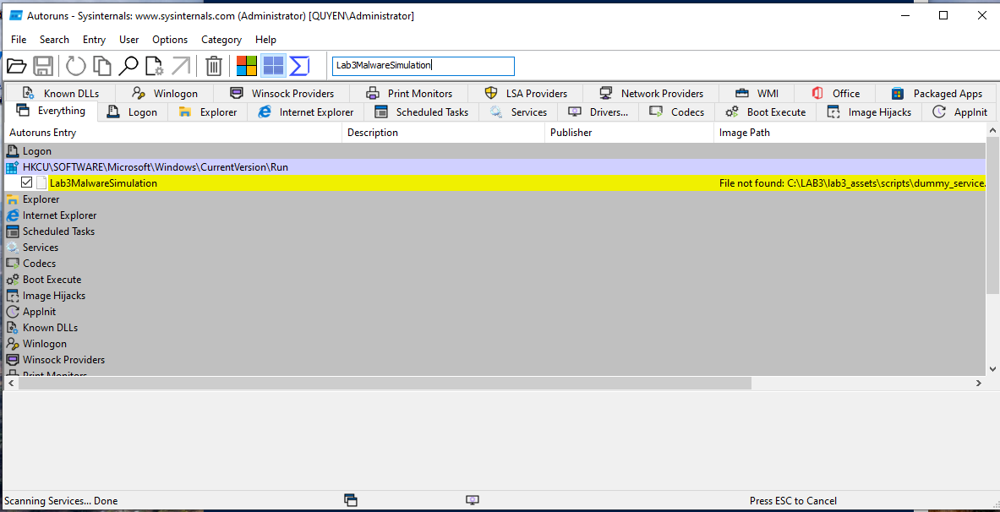 Autoruns - Sysinternals: www.sysinternals.com (Administrator) [QUYEN\Administrator]
File Search Entry User Options Category Help
Lab3MalwareSimulation
Known DLLs Winlogon Winsock Providers Print Monitors LSA Providers Network Providers WMI Office Packaged Apps
Everything Logon Explorer Internet Explorer Scheduled Tasks Services Drivers... Codecs Boot Execute Image Hijacks AppInit
Autoruns Entry Description Publisher Image Path
Logon
HKCU\SOFTWARE\Microsoft\Windows\CurrentVersion\Run
Lab3MalwareSimulation File not found: C:\LAB3\lab3_assets\scripts\dummy_service.
Explorer
Internet Explorer
Scheduled Tasks
Services
Codecs
Boot Execute
Image Hijacks
AppInit
Known DLLs
Winlogon
Winsock Providers
Print Monitors
Scanning Services... Done Press ESC to Cancel